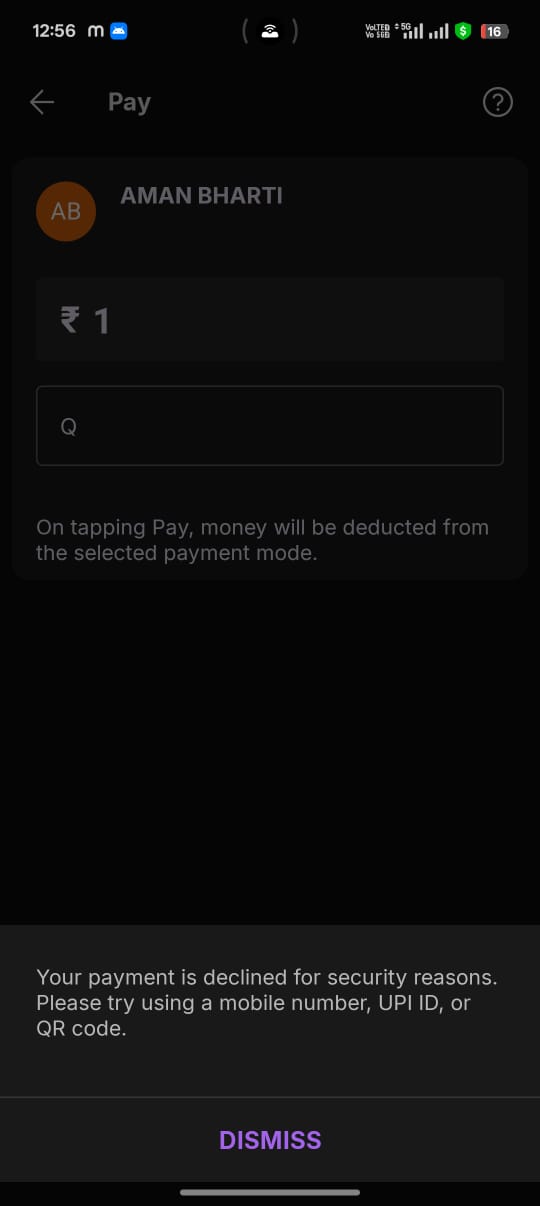 12:56 m VoLTED Vo 5GD 5G $ 16
Pay ?
AB AMAN BHARTI
₹ 1
Q
On tapping Pay, money will be deducted from
the selected payment mode.
Your payment is declined for security reasons.
Please try using a mobile number, UPI ID, or
QR code.
DISMISS